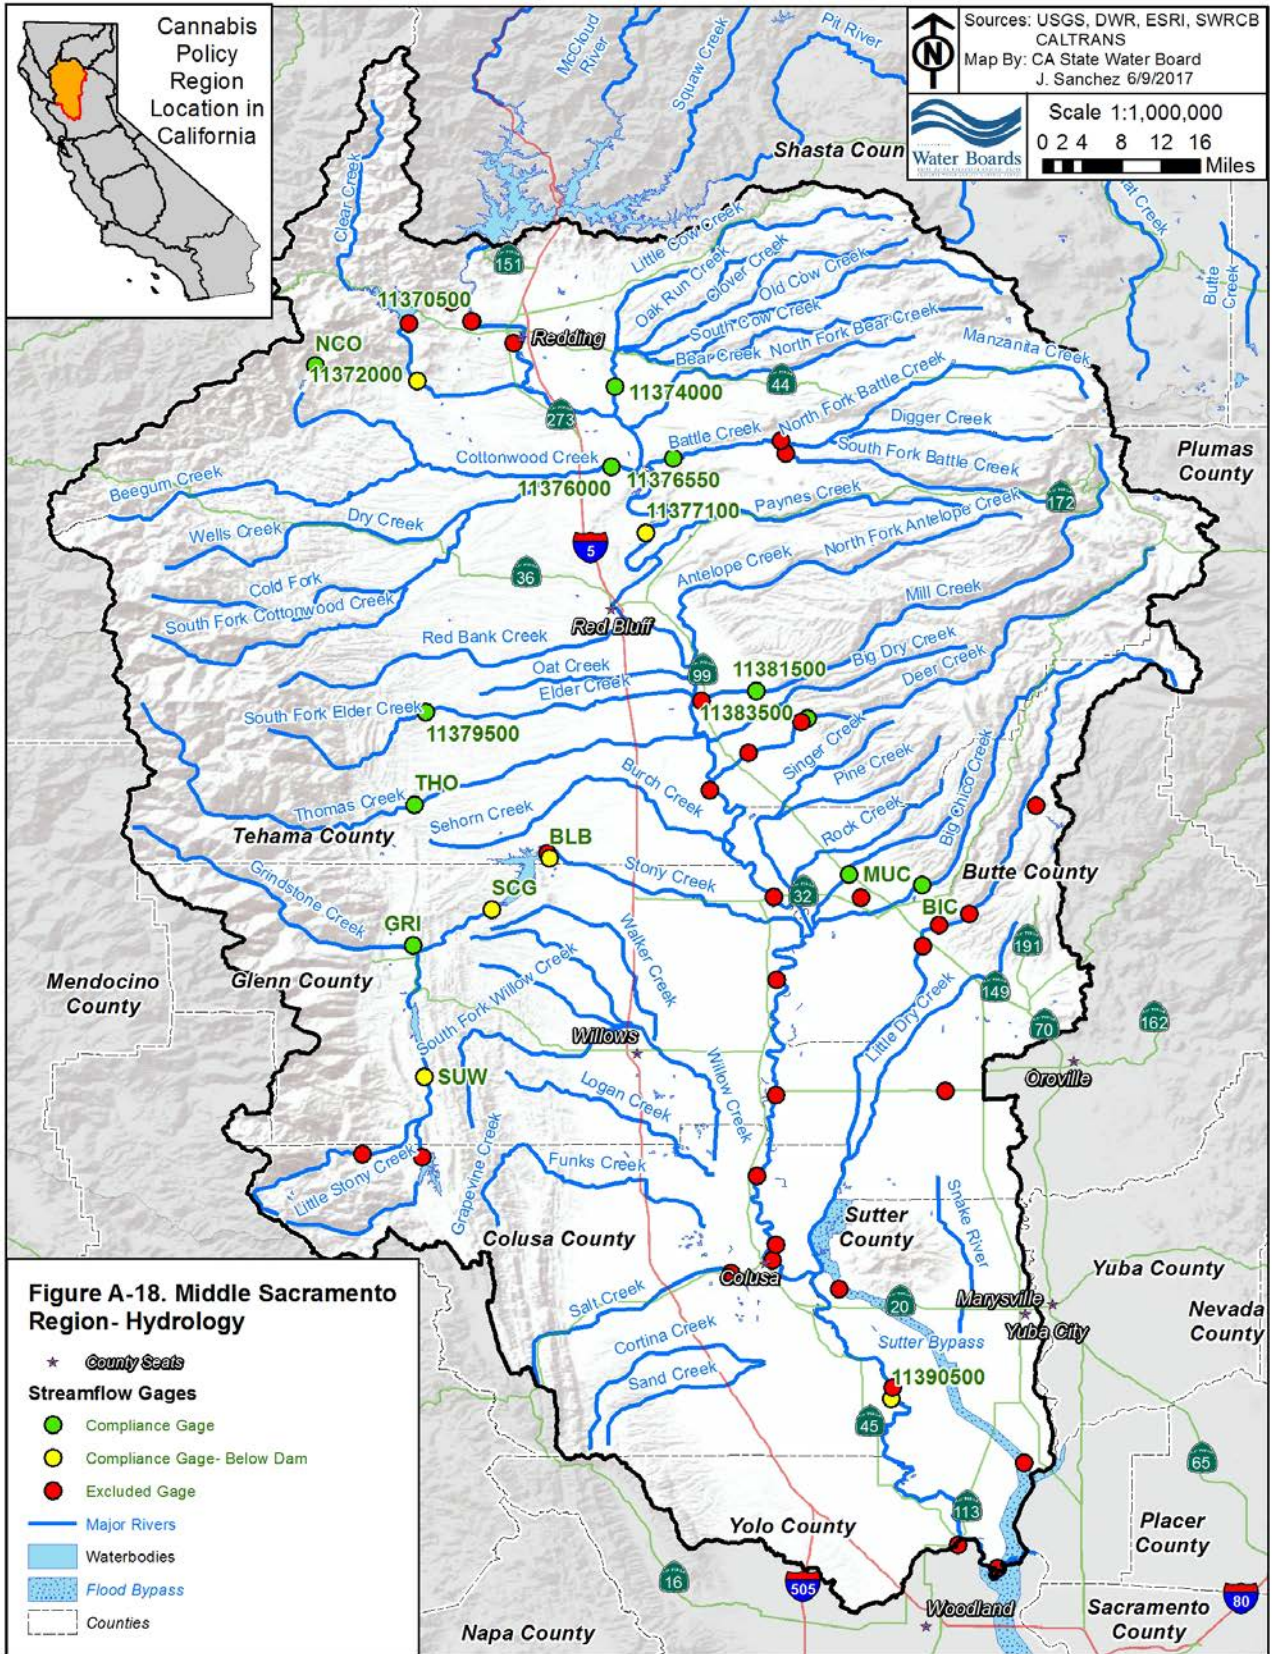 Cannabis
Policy
Region
Location in
California
Sources: USGS, DWR, ESRI, SWRCB
CALTRANS
Map By: CA State Water Board
J. Sanchez 6/9/2017
N
Scale 1:1,000,000
0 2 4 8 12 16
Miles
Water Boards
McCloud
River
Squaw Creek
Pit River
Shasta Coun
Hat Creek
Butte
Creek
Clear Creek
151
Little Cow Creek
Oak Run Creek
Clover Creek
Old Cow Creek
South Cow Creek
Bear Creek
North Fork Bear Creek
Manzanita Creek
11370500
Redding
NCO
11372000
44
11374000
273
North Fork Battle Creek
Digger Creek
Battle Creek
South Fork Battle Creek
Plumas
County
Cottonwood Creek
11376000
11376550
Beegum Creek
11377100
Paynes Creek
172
Dry Creek
Wells Creek
5
North Fork Antelope Creek
Antelope Creek
36
Cold Fork
Mill Creek
South Fork Cottonwood Creek
Red Bluff
Red Bank Creek
Big Dry Creek
Oat Creek
99
11381500
Deer Creek
Elder Creek
South Fork Elder Creek
11383500
11379500
Singer Creek
Pine Creek
THO
Burch Creek
Thomas Creek
Sehorn Creek
Rock Creek
Big Chico Creek
Tehama County
BLB
Grindstone Creek
Stony Creek
MUC
Butte County
SCG
32
BIC
GRI
Walker Creek
191
Mendocino
County
Glenn County
South Fork Willow Creek
149
Little Dry Creek
70
162
Willows
Willow Creek
Oroville
SUW
Logan Creek
Grapevine Creek
Little Stony Creek
Funks Creek
Snake River
Sutter
County
Colusa County
Yuba County
Colusa
Salt Creek
20
Marysville
Nevada
County
Yuba City
Cortina Creek
Sutter Bypass
Sand Creek
11390500
45
65
113
Yolo County
Placer
County
16
505
80
Woodland
Sacramento
County
Napa County
Figure A-18. Middle Sacramento
Region- Hydrology
County Seats
Streamflow Gages
Compliance Gage
Compliance Gage- Below Dam
Excluded Gage
Major Rivers
Waterbodies
Flood Bypass
Counties